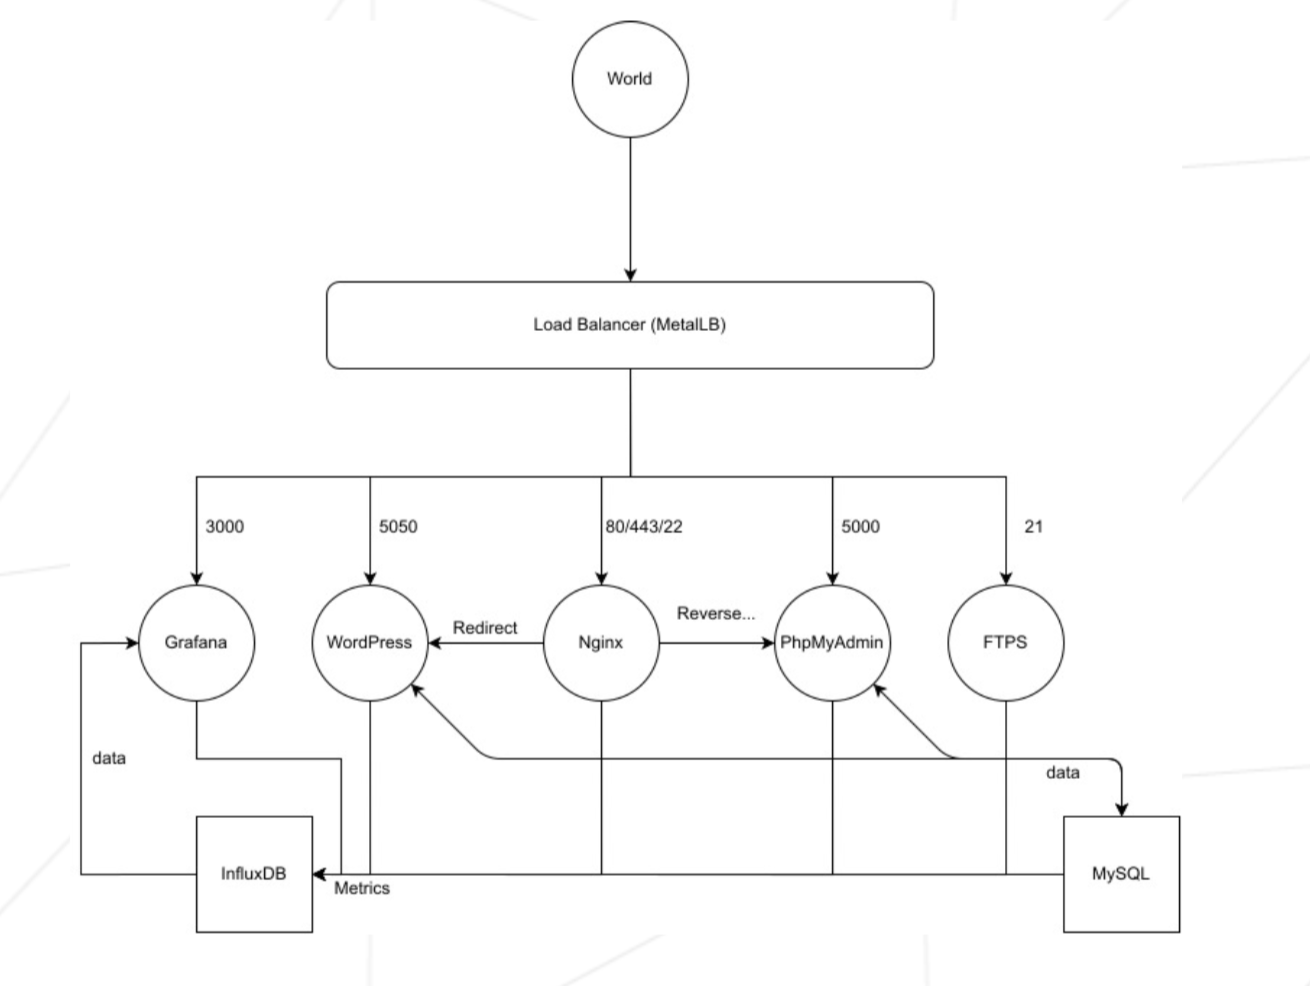 World
Load Balancer (MetalLB)
3000
5050
80/443/22
5000
21
Grafana
WordPress
Redirect
Nginx
Reverse...
PhpMyAdmin
FTPS
data
data
InfluxDB
Metrics
MySQL